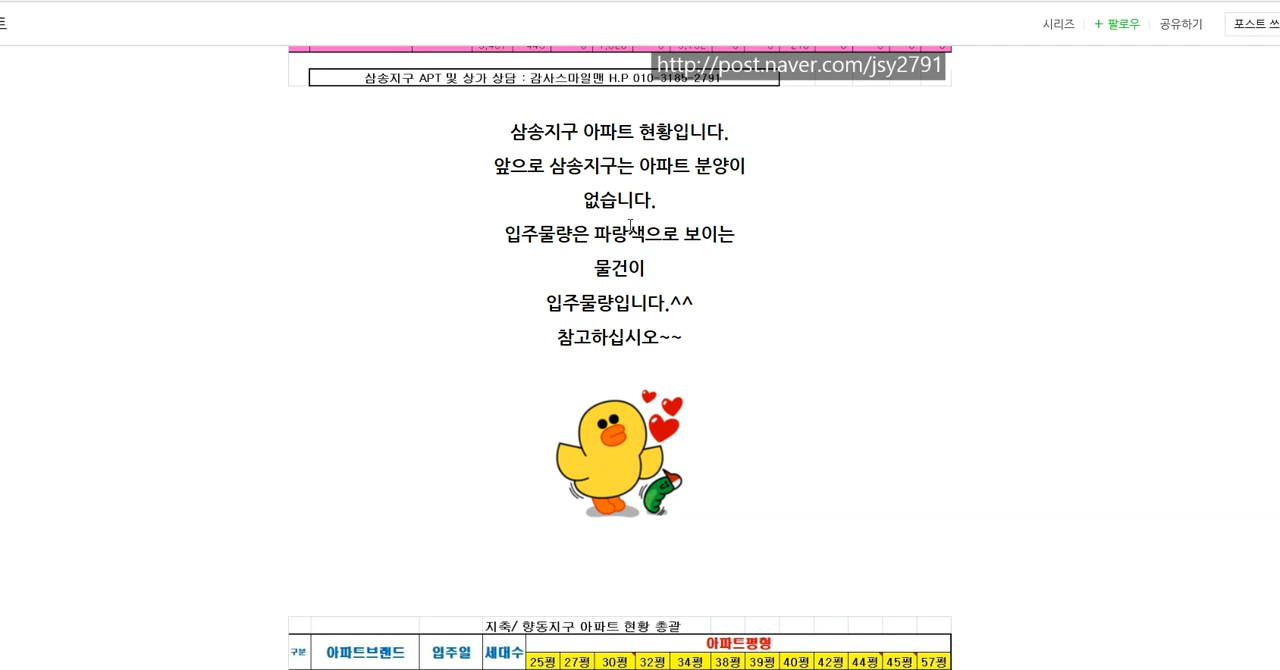 트
시리즈
+ 팔로우
공유하기
포스트 쓰
http://post.naver.com/jsy2791
삼송지구 APT 및 상가 상담 : 감사스마일맨 H.P 010-3185-2791
삼송지구 아파트 현황입니다.
앞으로 삼송지구는 아파트 분양이
없습니다.
입주물량은 파랑색으로 보이는
물건이
입주물량입니다.^^
참고하십시오~~
지축/ 향동지구 아파트 현황 총괄
구분 아파트브랜드 입주일 세대수 아파트평형
25평 27평 30평 32평 34평 38평 39평 40평 42평 44평 45평 57평